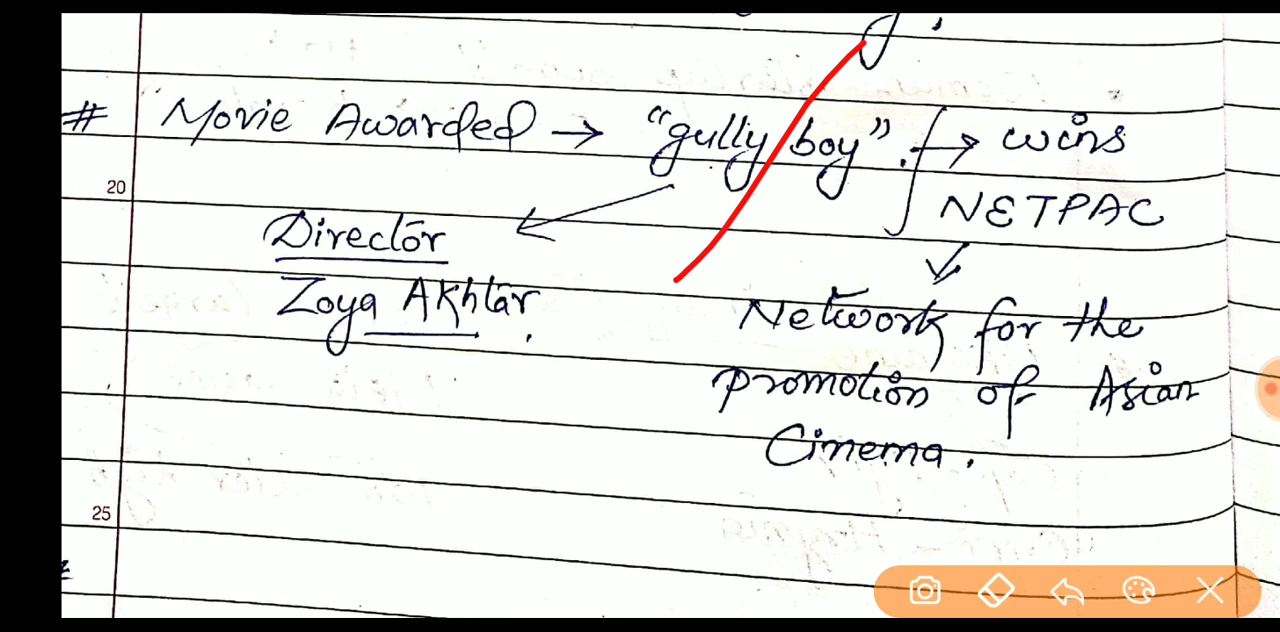 # Movie Awarded → "gully boy". → wins
NETPAC
20
Director
Zoya Akhtar.
Network for the
promotion of Asian
Cinema.
25